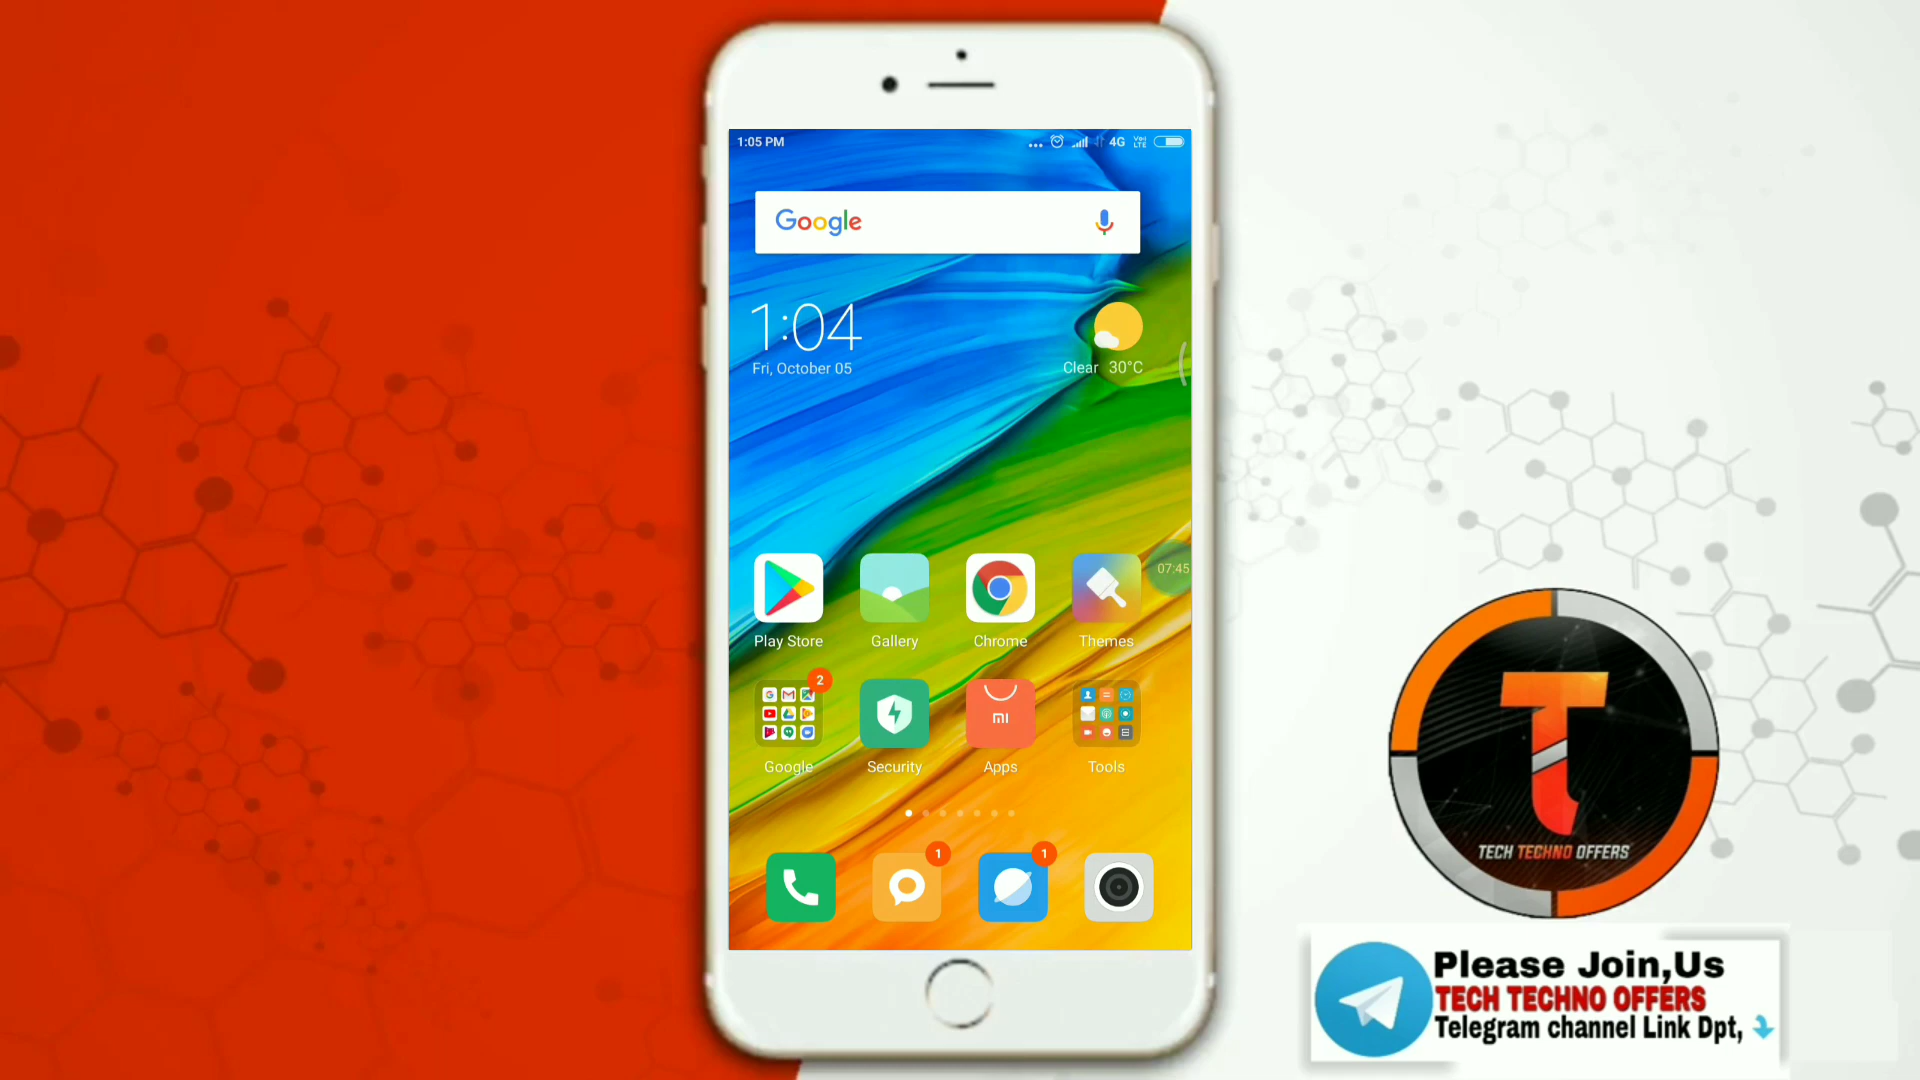 1:05 PM
4G
Google
1:04
Fri, October 05
Clear 30°C
07:45
Play Store
Gallery
Chrome
Themes
2
mi
Google
Security
Apps
Tools
1
1
TECH TECHNO OFFERS
Please Join,Us
TECH TECHNO OFFERS
Telegram channel Link Dpt,